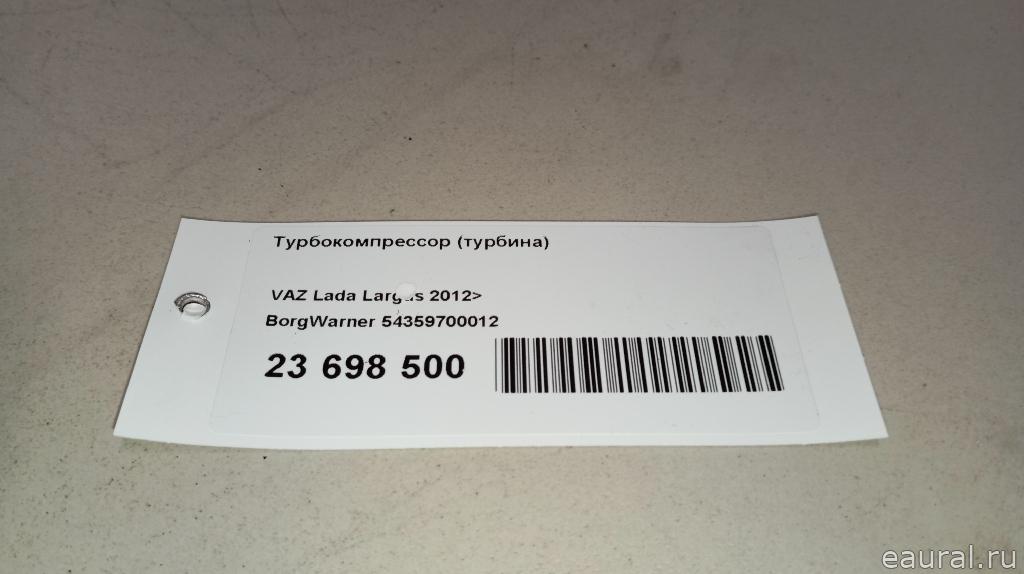 Турбокомпрессор (турбина)
VAZ Lada Largus 2012>
BorgWarner 54359700012
23 698 500
eaural.ru